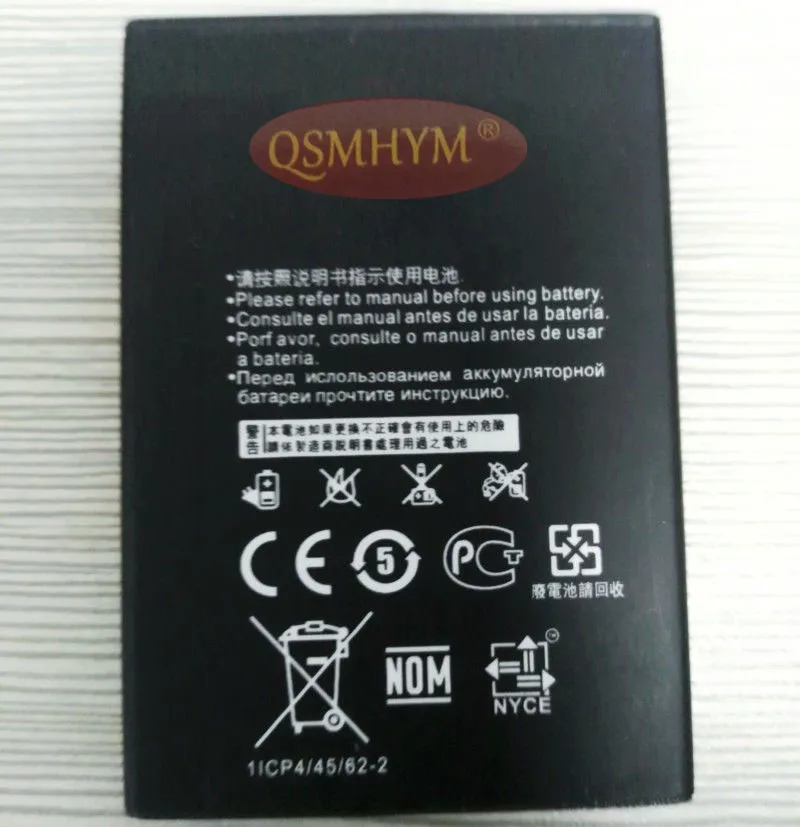 QSMHYM®
•请按照说明书指示使用电池.
•Please refer to manual before using battery.
•Consulte el manual antes de usar la bateria.
•Porf avor, consulte o manual antes de usar
a bateria.
•Перед использованием аккумуляторной
батареи прочтите инструкцию.
警告 本電池如果更換不正確會有使用上的危險
請依製造商說明書處理用過之電池
CE 5 РСТ
廢電池請回收
NOM
NYCE
1ICP4/45/62-2